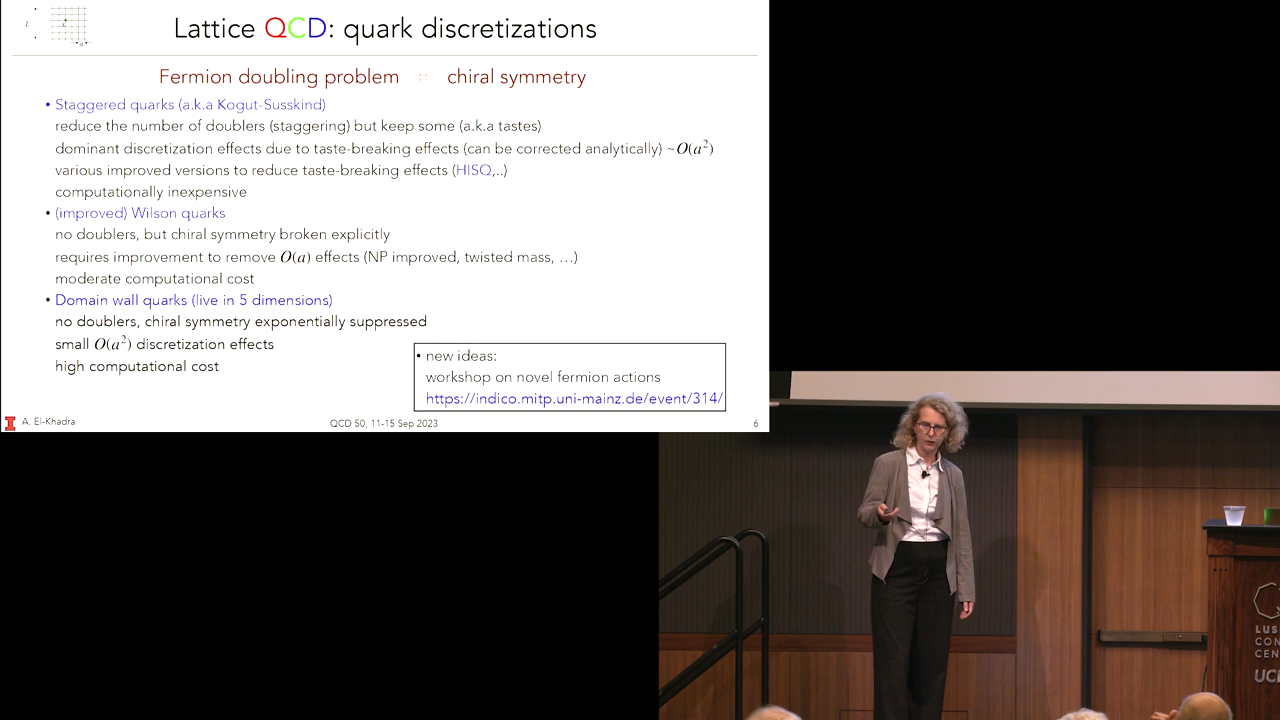 Lattice QCD: quark discretizations
Fermion doubling problem = chiral symmetry
• Staggered quarks (a.k.a Kogut-Susskind)
reduce the number of doublers (staggering) but keep some (a.k.a tastes)
dominant discretization effects due to taste-breaking effects (can be corrected analytically) ~O(a²)
various improved versions to reduce taste-breaking effects (HISQ,..)
computationally inexpensive
• (improved) Wilson quarks
no doublers, but chiral symmetry broken explicitly
requires improvement to remove O(a) effects (NP improved, twisted mass, …)
moderate computational cost
• Domain wall quarks (live in 5 dimensions)
no doublers, chiral symmetry exponentially suppressed
small O(a²) discretization effects
high computational cost
• new ideas:
workshop on novel fermion actions
https://indico.mitp.uni-mainz.de/event/314/
A. El-Khadra
QCD 50, 11-15 Sep 2023
6
LUS
CON
CEN
UC